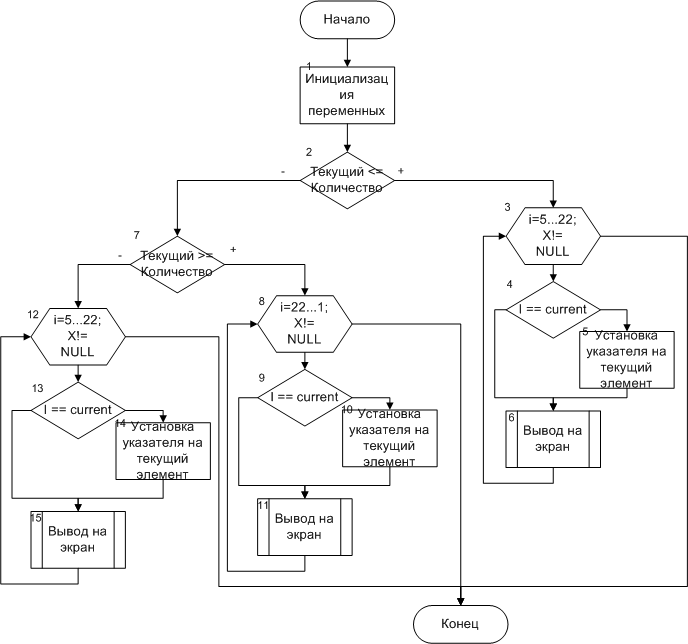 Начало
1
Инициализац
ия
переменных
2
Текущий <=
Количество
-
+
3
i=5...22;
X!=
NULL
4
I == current
5
Установка
указателя на
текущий
элемент
6
Вывод на
экран
7
Текущий >=
Количество
-
+
8
i=22...1;
X!=
NULL
9
I == current
10
Установка
указателя на
текущий
элемент
11
Вывод на
экран
12
i=5...22;
X!=
NULL
13
I == current
14
Установка
указателя на
текущий
элемент
15
Вывод на
экран
Конец